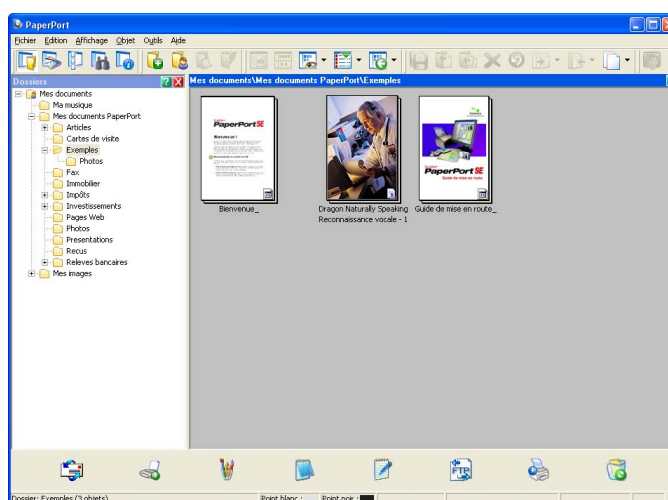 PaperPort
Fichier Edition Affichage Objet Outils Aide
Dossiers
Mes documents\Mes documents PaperPort\Exemples
Mes documents
Ma musique
Mes documents PaperPort
Articles
Cartes de visite
Exemples
Photos
Fax
Immobilier
Impôts
Investissements
Pages Web
Photos
Presentations
Recus
Releves bancaires
Mes images
PaperPort SE
Bienvenue!
Bienvenue_
Dragon Naturally Speaking
Reconnaissance vocale - 1
PaperPort SE
Guide de mise en route
Guide de mise en route_
FTP
Dossier: Exemples (3 objets)
Point blanc :
Point noir :